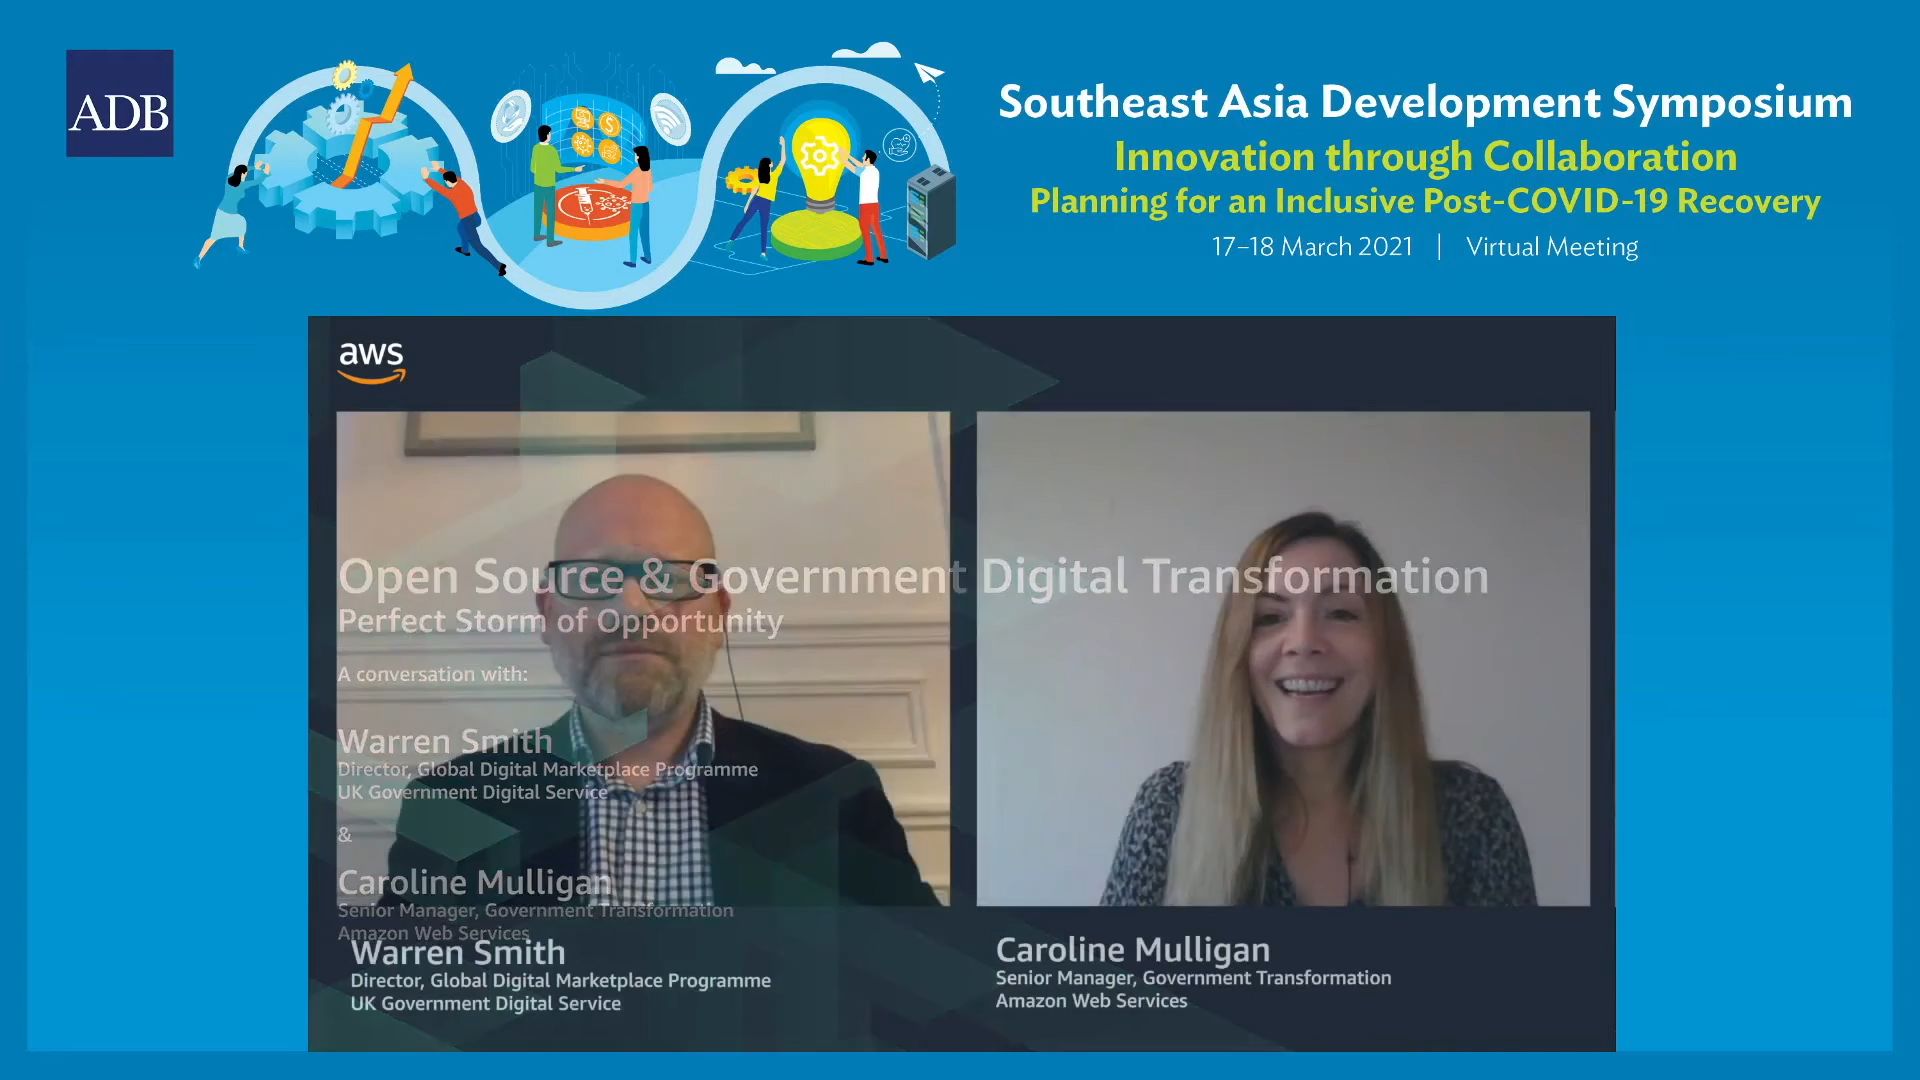 ADB
Southeast Asia Development Symposium
Innovation through Collaboration
Planning for an Inclusive Post-COVID-19 Recovery
17–18 March 2021 | Virtual Meeting
aws
Open Source & Government Digital Transformation
Perfect Storm of Opportunity
A conversation with:
Warren Smith
Director, Global Digital Marketplace Programme
UK Government Digital Service
&
Caroline Mulligan
Senior Manager, Government Transformation
Amazon Web Services
Warren Smith
Director, Global Digital Marketplace Programme
UK Government Digital Service
Caroline Mulligan
Senior Manager, Government Transformation
Amazon Web Services